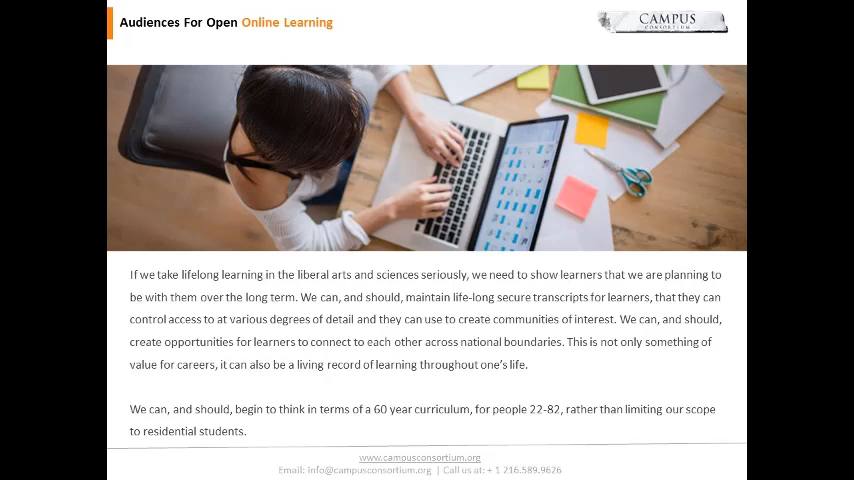 Audiences For Open Online Learning
CAMPUS
CONSORTIUM
If we take lifelong learning in the liberal arts and sciences seriously, we need to show learners that we are planning to
be with them over the long term. We can, and should, maintain life-long secure transcripts for learners, that they can
control access to at various degrees of detail and they can use to create communities of interest. We can, and should,
create opportunities for learners to connect to each other across national boundaries. This is not only something of
value for careers, it can also be a living record of learning throughout one's life.
We can, and should, begin to think in terms of a 60 year curriculum, for people 22-82, rather than limiting our scope
to residential students.
www.campusconsortium.org
Email: info@campusconsortium.org | Call us at: + 1 216.589.9626